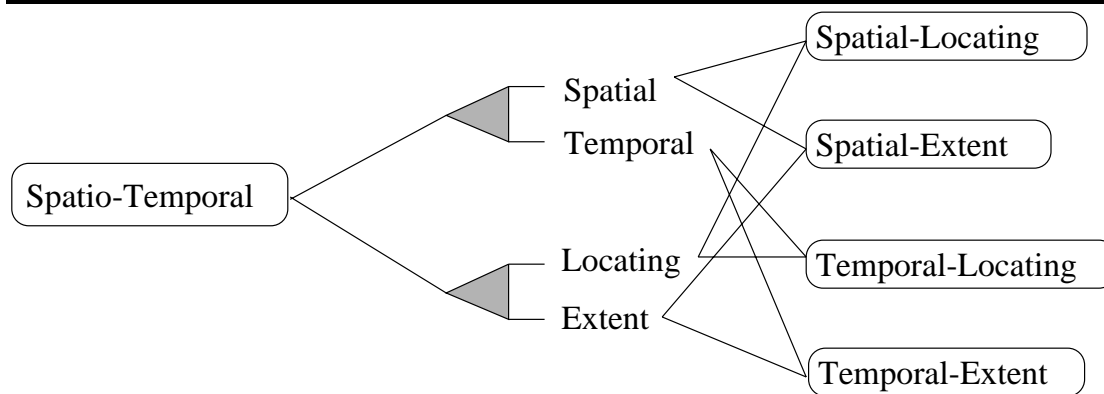 Spatio-Temporal
Spatial
Temporal
Locating
Extent
Spatial-Locating
Spatial-Extent
Temporal-Locating
Temporal-Extent